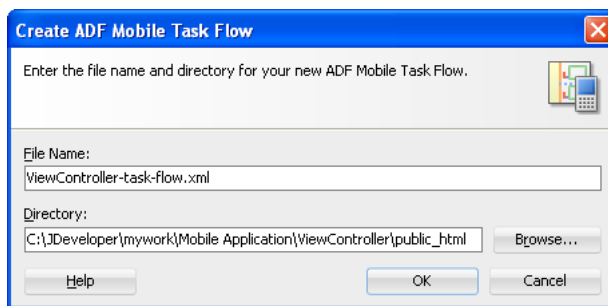 Create ADF Mobile Task Flow
Enter the file name and directory for your new ADF Mobile Task Flow.
File Name:
ViewController-task-flow.xml
Directory:
C:\JDeveloper\mywork\Mobile Application\ViewController\public_html
Browse...
Help
OK
Cancel